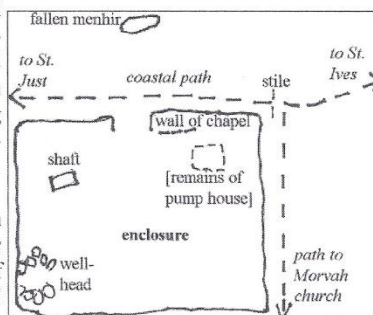 fallen menhir
to St.
Just
coastal path
stile
to St.
Ives
wall of chapel
shaft
[remains of
pump house]
enclosure
well-
head
path to
Morvah
church